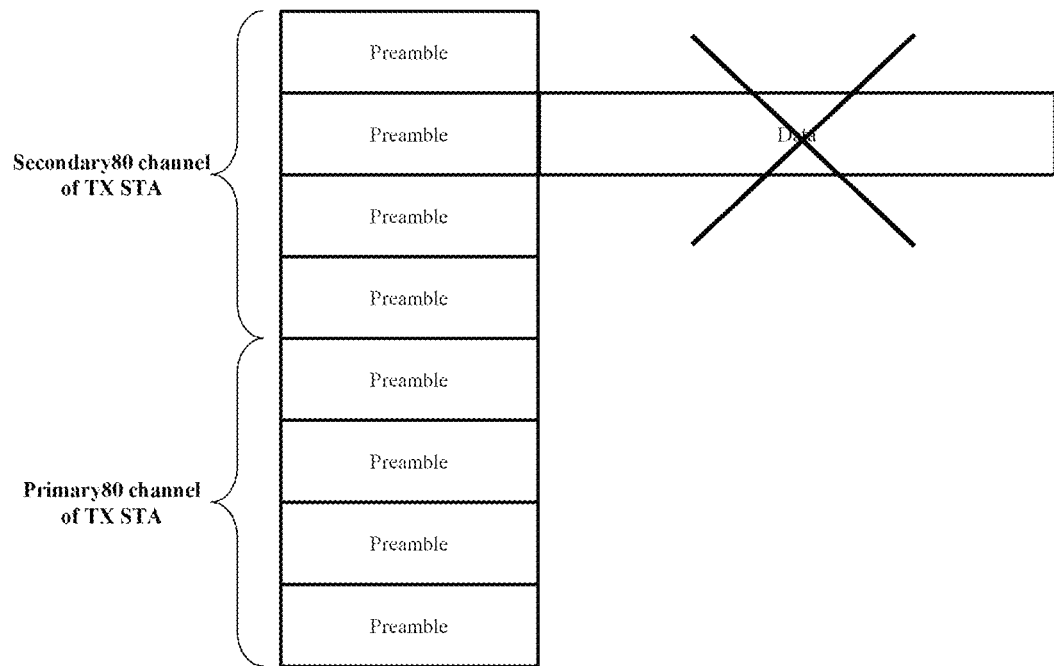 Preamble
Preamble
Data
Secondary80 channel
of TX STA
Preamble
Preamble
Preamble
Preamble
Primary80 channel
of TX STA
Preamble
Preamble